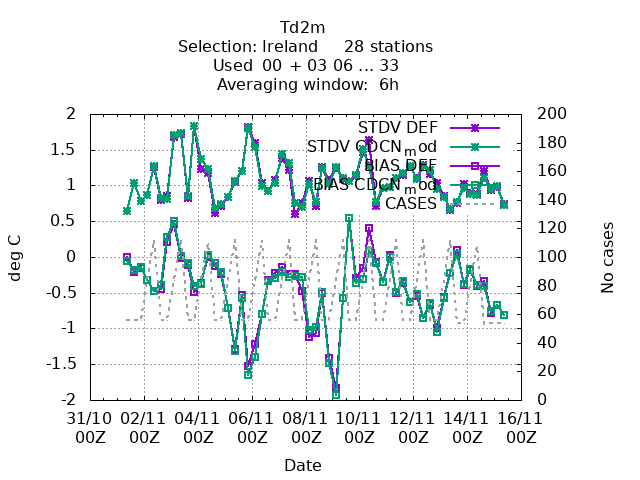 Td2m
Selection: Ireland 28 stations
Used 00 + 03 06 ... 33
Averaging window: 6h
deg C
2
1.5
1
0.5
0
-0.5
-1
-1.5
-2
STDV DEF
STDV CDCN_mod
BIAS DEF
BIAS CDCN_mod
CASES
200
180
160
140
120
100
80
60
40
20
0
No cases
31/10 02/11 04/11 06/11 08/11 10/11 12/11 14/11 16/11
00Z 00Z 00Z 00Z 00Z 00Z 00Z 00Z 00Z
Date